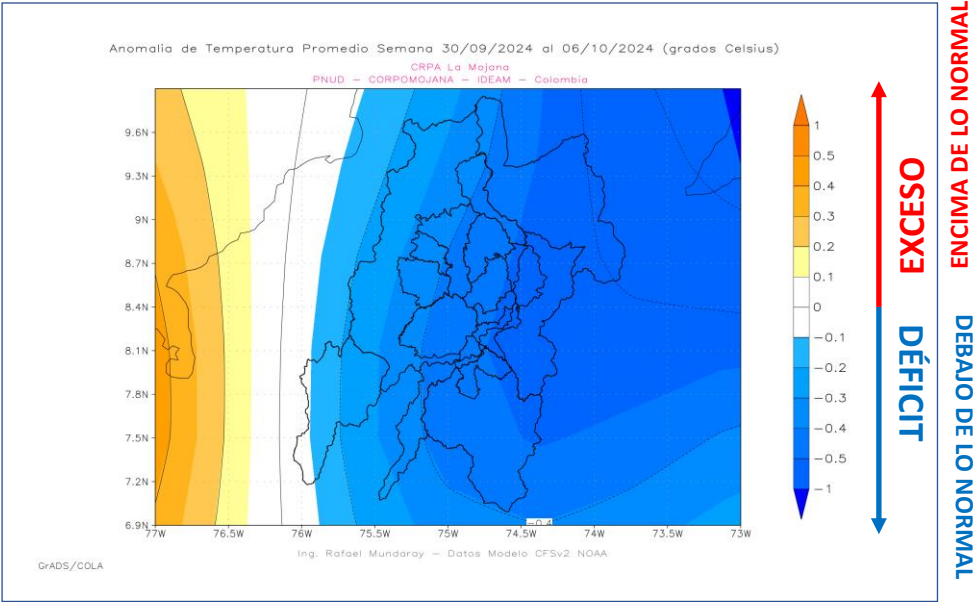 Anomalia de Temperatura Promedio Semana 30/09/2024 al 06/10/2024 (grados Celsius)
CRPA La Mojana
PNUD – CORPOMOJANA – IDEAM – Colombia
9.6N
9.3N
9N
8.7N
8.4N
8.1N
7.8N
7.5N
7.2N
6.9N
77W
76.5W
76W
75.5W
75W
74.5W
74W
73.5W
73W
-0.4
1
0.5
0.4
0.3
0.2
0.1
0
-0.1
-0.2
-0.3
-0.4
-0.5
-1
EXCESO
DÉFICIT
ENCIMA DE LO NORMAL
DEBAJO DE LO NORMAL
Ing. Rafael Mundaray – Datos Modelo CFSv2 NOAA
GrADS/COLA